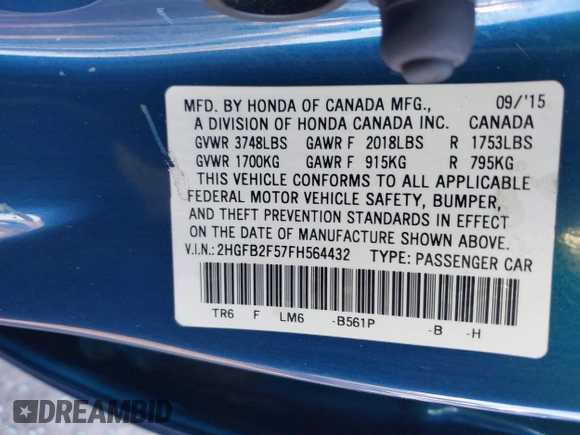 MFD. BY HONDA OF CANADA MFG., 09/'15
A DIVISION OF HONDA CANADA INC. CANADA
GVWR 3748LBS GAWR F 2018LBS R 1753LBS
GVWR 1700KG GAWR F 915KG R 795KG
THIS VEHICLE CONFORMS TO ALL APPLICABLE
FEDERAL MOTOR VEHICLE SAFETY, BUMPER,
AND THEFT PREVENTION STANDARDS IN EFFECT
ON THE DATE OF MANUFACTURE SHOWN ABOVE.
V.I.N.: 2HGFB2F57FH564432 TYPE: PASSENGER CAR
TR6 F LM6 -B561P -B -H
DREAMBID